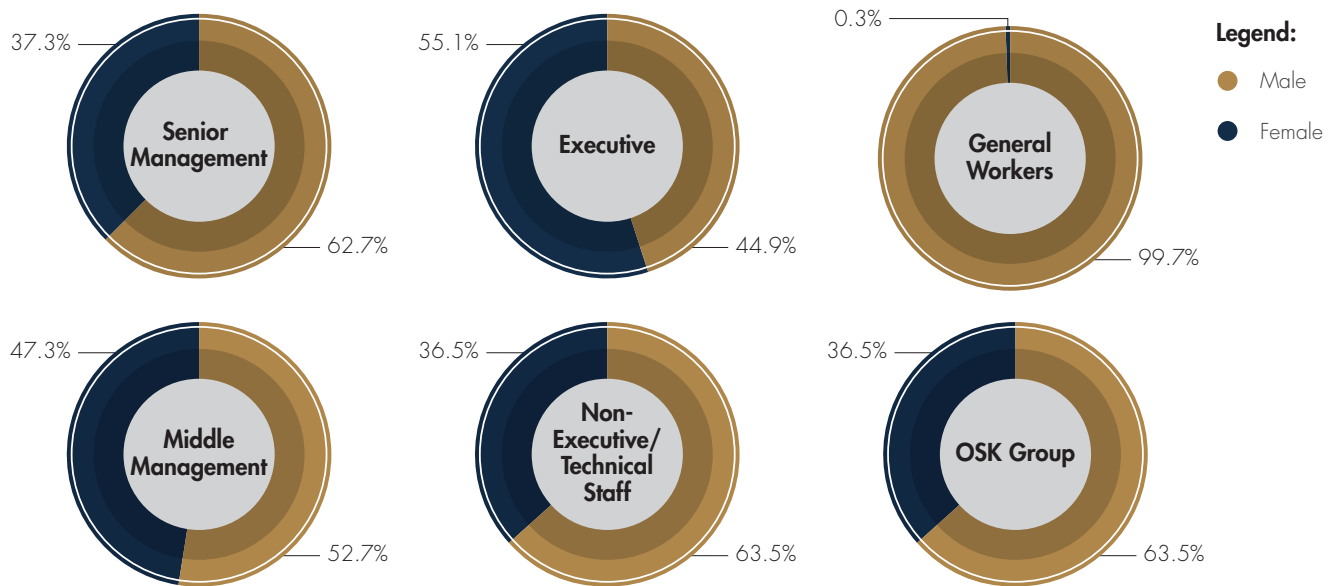 37.3%
Senior
Management
62.7%
55.1%
Executive
44.9%
0.3%
General
Workers
99.7%
Legend:
Male
Female
47.3%
Middle
Management
52.7%
36.5%
Non-
Executive/
Technical
Staff
63.5%
36.5%
OSK Group
63.5%